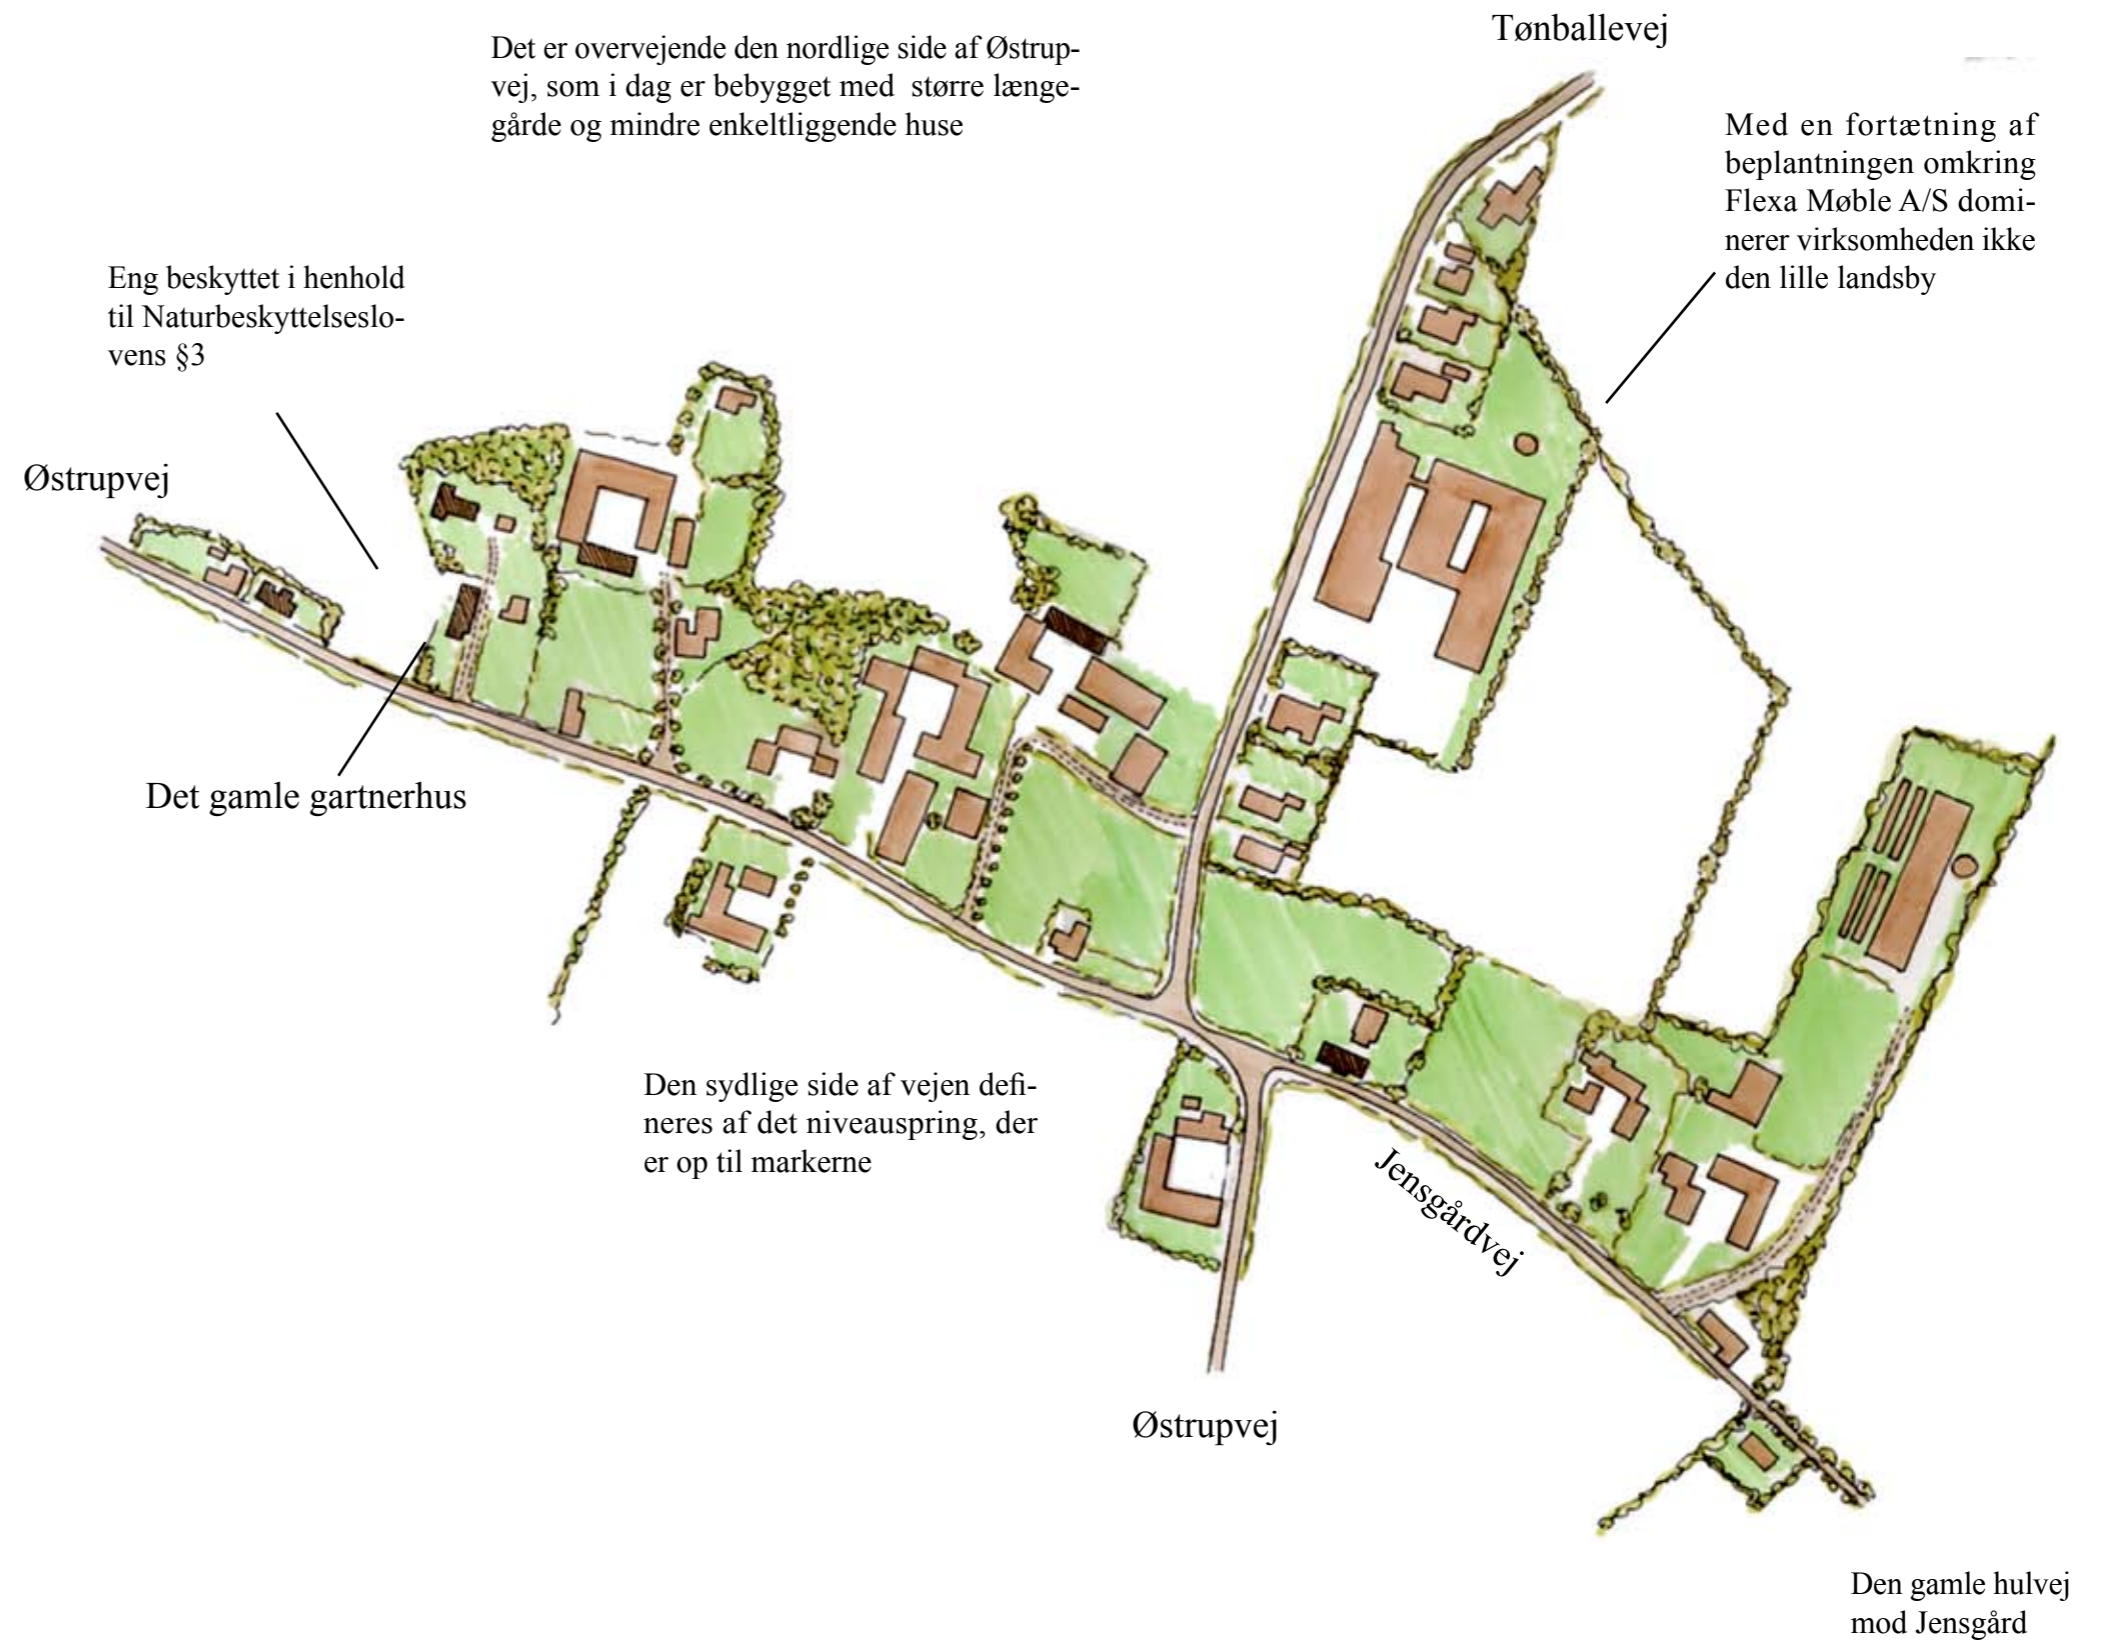 Tønballevej
Det er overvejende den nordlige side af Østrup-
vej, som i dag er bebygget med større længe-
gårde og mindre enkeltliggende huse
Med en fortætning af
beplantningen omkring
Flexa Møble A/S domi-
nerer virksomheden ikke
den lille landsby
Eng beskyttet i henhold
til Naturbeskyttelseslo-
vens §3
Østrupvej
Det gamle gartnerhus
Den sydlige side af vejen defi-
neres af det niveauspring, der
er op til markerne
Jensgårdvej
Østrupvej
Den gamle hulvej
mod Jensgård